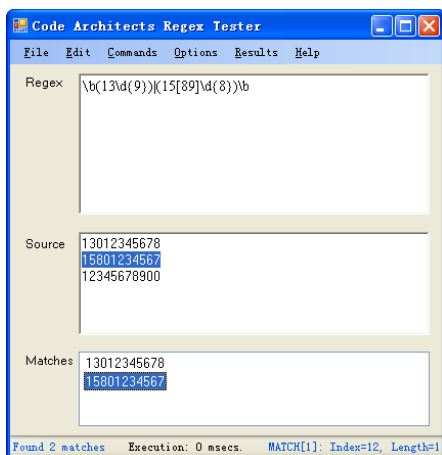 Code Architects Regex Tester
File Edit Commands Options Results Help
Regex
\b(13\d{9})|(15[89]\d{8})\b
Source
13012345678
15801234567
12345678900
Matches
13012345678
15801234567
Found 2 matches Execution: 0 msecs. MATCH[1]: Index=12, Length=1